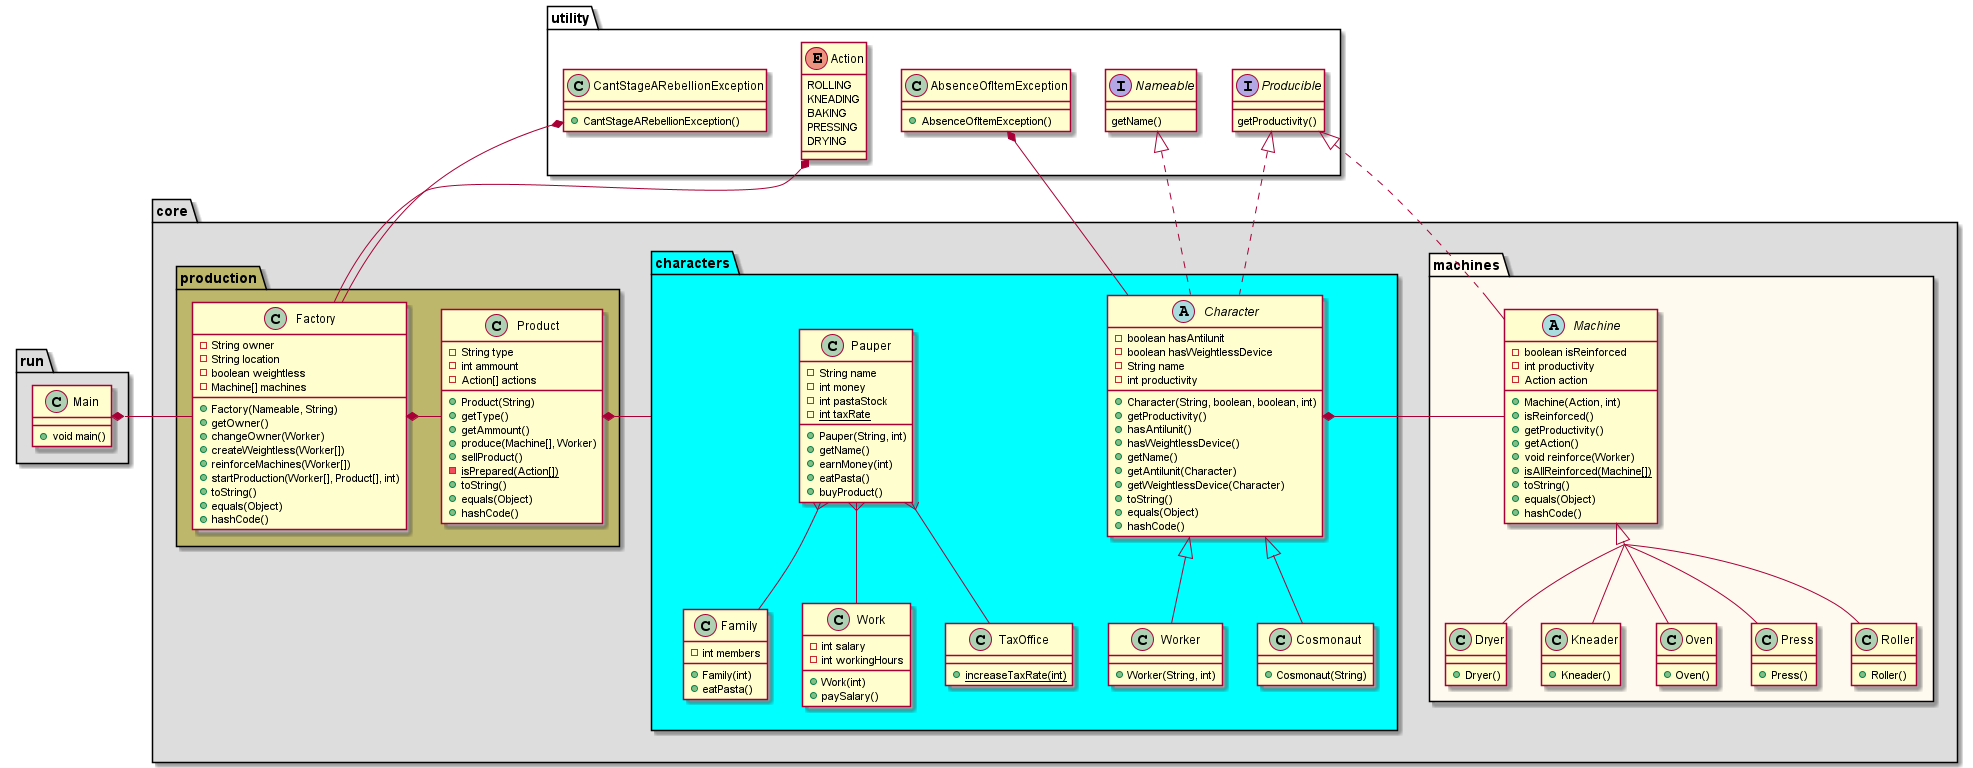 utility
C CantStageARebellionException
CantStageARebellionException()
E Action
ROLLING
KNEADING
BAKING
PRESSING
DRYING
C AbsenceOfItemException
AbsenceOfItemException()
I Nameable
getName()
I Producible
getProductivity()
core
production
C Factory
String owner
String location
boolean weightless
Machine[] machines
Factory(Nameable, String)
getOwner()
changeOwner(Worker)
createWeightless(Worker[])
reinforceMachines(Worker[])
startProduction(Worker[], Product[], int)
toString()
equals(Object)
hashCode()
C Product
String type
int ammount
Action[] actions
Product(String)
getType()
getAmmount()
produce(Machine[], Worker)
sellProduct()
isPrepared(Action[])
toString()
equals(Object)
hashCode()
run
C Main
void main()
characters
C Pauper
String name
int money
int pastaStock
int taxRate
Pauper(String, int)
getName()
earnMoney(int)
eatPasta()
buyProduct()
A Character
boolean hasAntilunit
boolean hasWeightlessDevice
String name
int productivity
Character(String, boolean, boolean, int)
getProductivity()
hasAntilunit()
hasWeightlessDevice()
getName()
getAntilunit(Character)
getWeightlessDevice(Character)
toString()
equals(Object)
hashCode()
C Family
int members
Family(int)
eatPasta()
C Work
int salary
int workingHours
Work(int)
paySalary()
C TaxOffice
increaseTaxRate(int)
C Worker
Worker(String, int)
C Cosmonaut
Cosmonaut(String)
machines
A Machine
boolean isReinforced
int productivity
Action action
Machine(Action, int)
isReinforced()
getProductivity()
getAction()
void reinforce(Worker)
isAllReinforced(Machine[])
toString()
equals(Object)
hashCode()
C Dryer
Dryer()
C Kneader
Kneader()
C Oven
Oven()
C Press
Press()
C Roller
Roller()